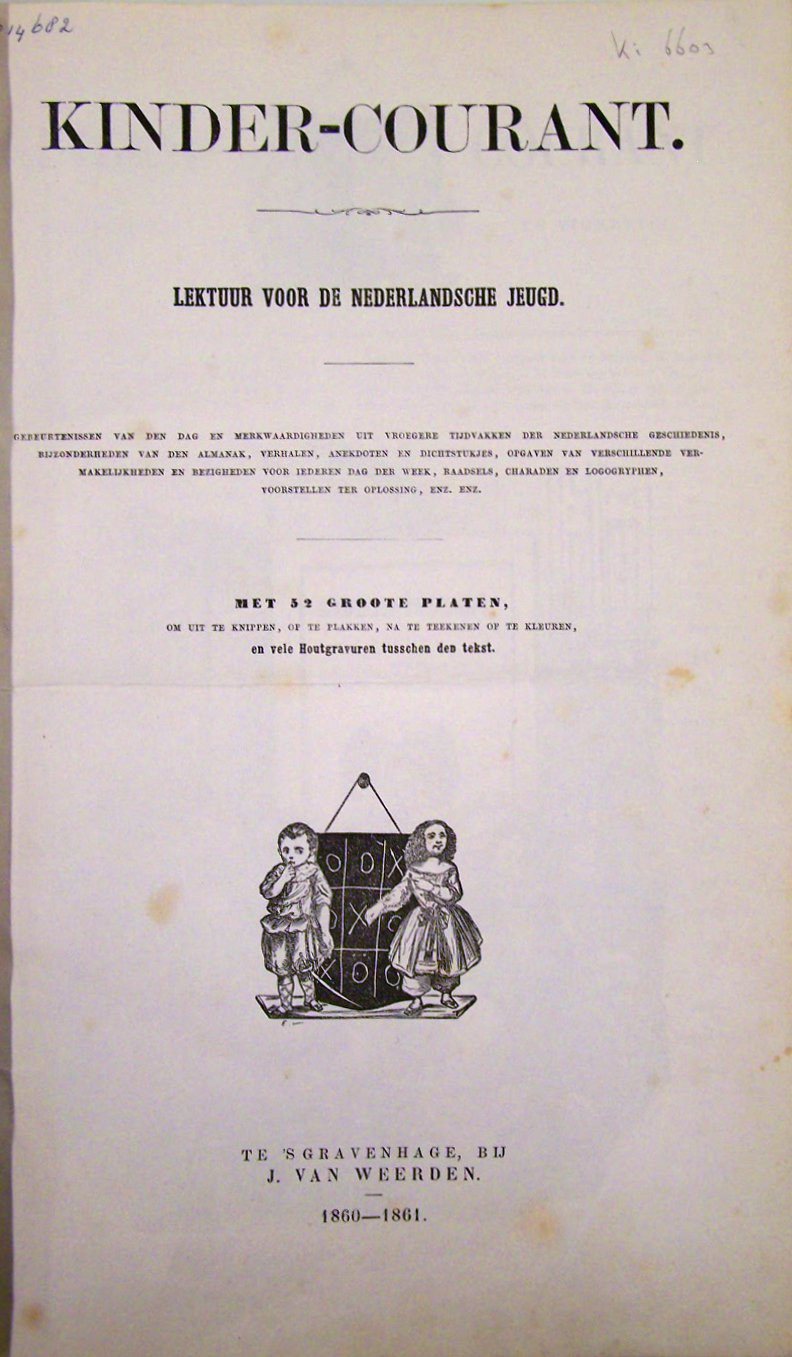 14682
Ki 6603
KINDER-COURANT.
LEKTUUR VOOR DE NEDERLANDSCHE JEUGD.
GEBEURTENISSEN VAN DEN DAG EN MERKWAARDIGHEDEN UIT VROEGERE TIJDVAKKEN DER NEDERLANDSCHE GESCHIEDENIS,
BIJZONDERHEDEN VAN DEN ALMANAK, VERHALEN, ANEKDOTEN EN DICHTSTUKJES, OPGAVEN VAN VERSCHILLENDE VER-
MAKELIJKHEDEN EN BEZIGHEDEN VOOR IEDEREN DAG DER WEEK, RAADSELS, CHARADEN EN LOGOGRYPHEN,
VOORSTELLEN TER OPLOSSING, ENZ. ENZ.
MET 52 GROOTE PLATEN,
OM UIT TE KNIPPEN, OP TE PLAKKEN, NA TE TEEKENEN OF TE KLEUREN,
en vele Houtgravuren tusschen den tekst.
O O X
X
X O O
TE 'SGRAVENHAGE, BIJ
J. VAN WEERDEN.
1860—1861.